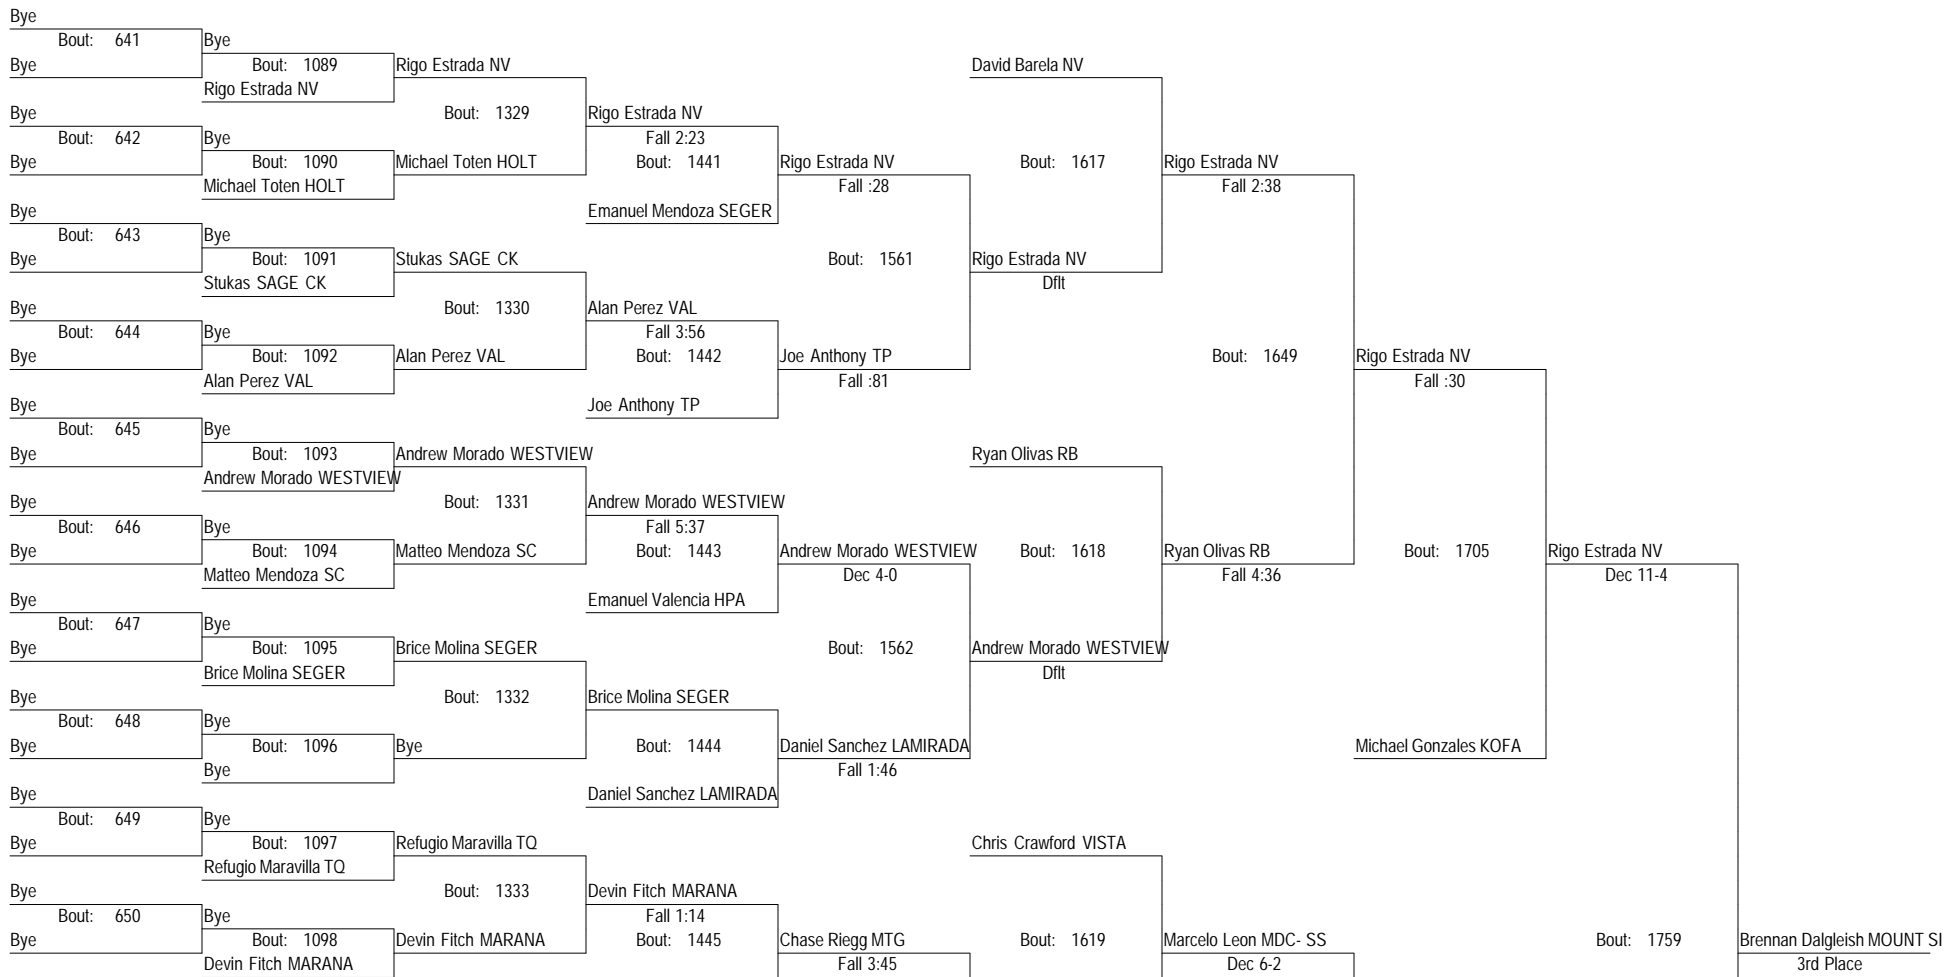 Bye
Bout: 641 Bye
Bye Bout: 1089 Rigo Estrada NV David Barela NV
Rigo Estrada NV
Bye Bout: 1329 Rigo Estrada NV
Bout: 642 Bye Fall 2:23
Bye Bout: 1090 Michael Toten HOLT Bout: 1441 Rigo Estrada NV Bout: 1617 Rigo Estrada NV
Michael Toten HOLT Fall :28 Fall 2:38
Bye Emanuel Mendoza SEGER
Bout: 643 Bye
Bye Bout: 1091 Stukas SAGE CK Bout: 1561 Rigo Estrada NV
Stukas SAGE CK Dflt
Bye Bout: 1330 Alan Perez VAL
Bout: 644 Bye Fall 3:56
Bye Bout: 1092 Alan Perez VAL Bout: 1442 Joe Anthony TP Bout: 1649 Rigo Estrada NV
Alan Perez VAL Fall :81 Fall :30
Bye Joe Anthony TP
Bout: 645 Bye
Bye Bout: 1093 Andrew Morado WESTVIEW Ryan Olivas RB
Andrew Morado WESTVIEW
Bye Bout: 1331 Andrew Morado WESTVIEW
Bout: 646 Bye Fall 5:37
Bye Bout: 1094 Matteo Mendoza SC Bout: 1443 Andrew Morado WESTVIEW Bout: 1618 Ryan Olivas RB Bout: 1705 Rigo Estrada NV
Matteo Mendoza SC Dec 4-0 Fall 4:36 Dec 11-4
Bye Emanuel Valencia HPA
Bout: 647 Bye
Bye Bout: 1095 Brice Molina SEGER Bout: 1562 Andrew Morado WESTVIEW
Brice Molina SEGER Dflt
Bye Bout: 1332 Brice Molina SEGER
Bout: 648 Bye
Bye Bout: 1096 Bye Bout: 1444 Daniel Sanchez LAMIRADA Michael Gonzales KOFA
Bye Fall 1:46
Bye Daniel Sanchez LAMIRADA
Bout: 649 Bye
Bye Bout: 1097 Refugio Maravilla TQ Chris Crawford VISTA
Refugio Maravilla TQ
Bye Bout: 1333 Devin Fitch MARANA
Bout: 650 Bye Fall 1:14
Bye Bout: 1098 Devin Fitch MARANA Bout: 1445 Chase Riegg MTG Bout: 1619 Marcelo Leon MDC- SS Bout: 1759 Brennan Dalgleish MOUNT SI
Devin Fitch MARANA Fall 3:45 Dec 6-2 3rd Place